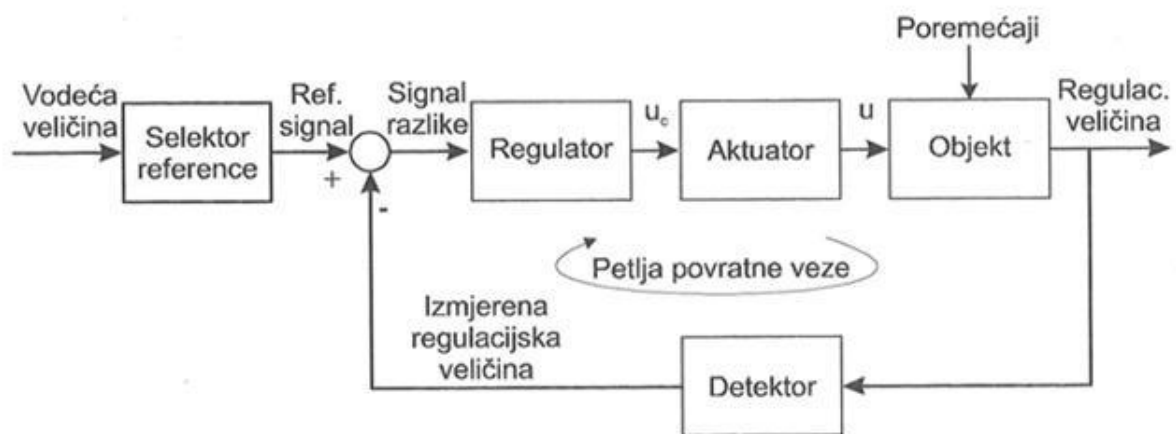 Poremećaji
Vodeća
veličina
Selektor
reference
Ref.
signal
+
-
Signal
razlike
Regulator
uc
Aktuator
u
Objekt
Regulac.
veličina
Petlja povratne veze
Izmjerena
regulacijska
veličina
Detektor